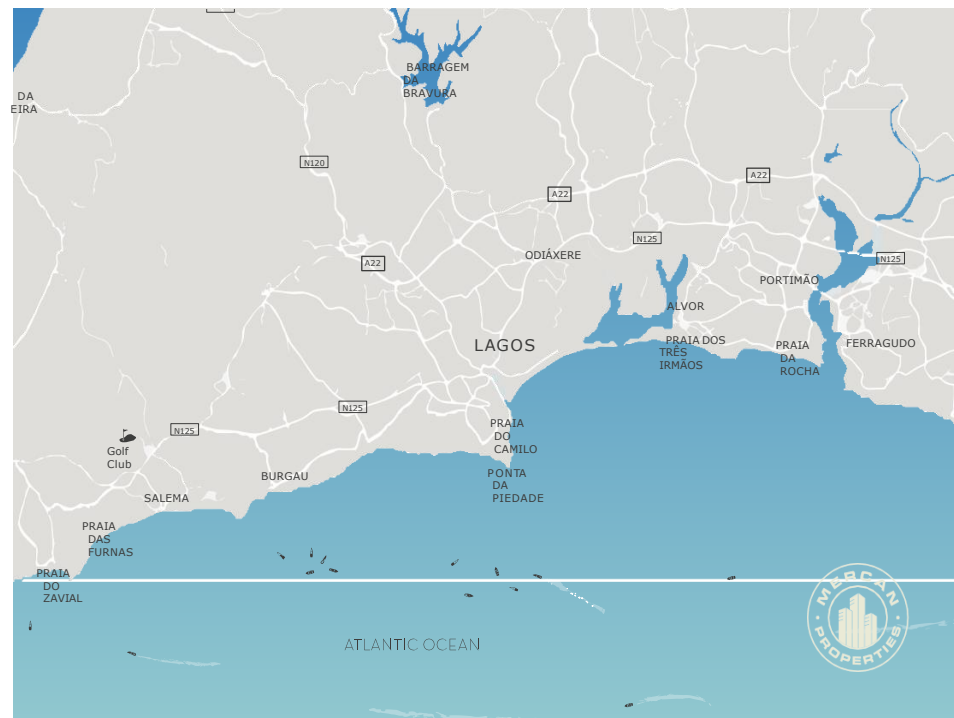 BARRAGEM
DA
BRAVURA
DA
EIRA
N120
A22
A22
N125
ODIÁXERE
A22
N125
PORTIMÃO
ALVOR
LAGOS
PRAIA DOS
TRÊS
IRMÃOS
PRAIA
DA
ROCHA
FERRAGUDO
N125
N125
PRAIA
DO
CAMILO
Golf
Club
BURGAU
PONTA
DA
PIEDADE
SALEMA
PRAIA
DAS
FURNAS
PRAIA
DO
ZAVIAL
ATLANTIC OCEAN
MERCAN
PROPERTIES